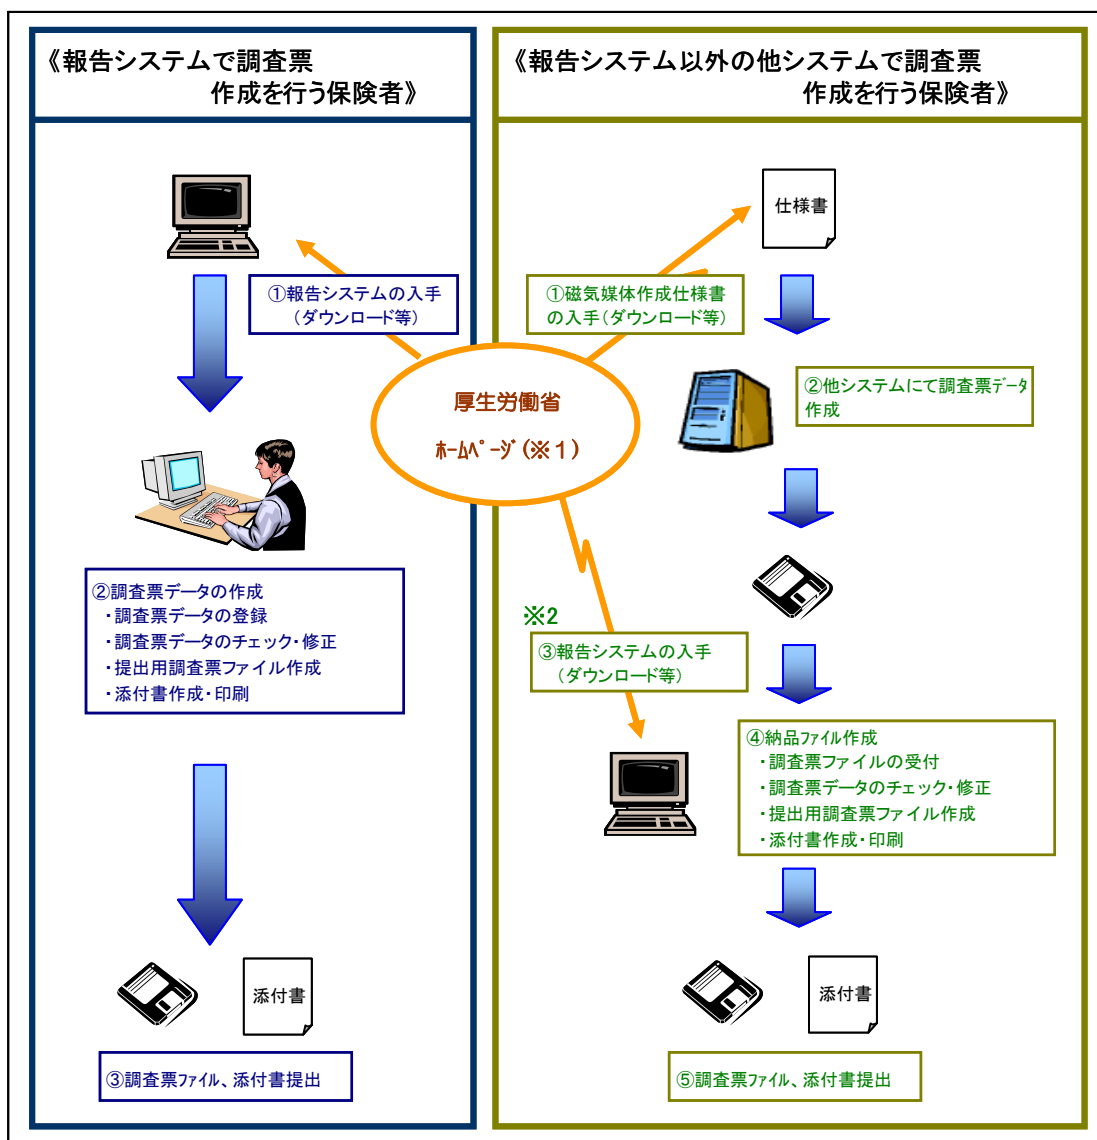 《報告システムで調査票
作成を行う保険者》
①報告システムの入手
（ダウンロード等）
②調査票データの作成
・調査票データの登録
・調査票データのチェック・修正
・提出用調査票ファイル作成
・添付書作成・印刷
添付書
③調査票ファイル、添付書提出
厚生労働省
ﾎｰﾑﾍﾟｰｼﾞ（※１）
《報告システム以外の他システムで調査票
作成を行う保険者》
仕様書
①磁気媒体作成仕様書
の入手（ダウンロード等）
②他システムにて調査票ﾃﾞｰﾀ
作成
※2
③報告システムの入手
（ダウンロード等）
④納品ファイル作成
・調査票ファイルの受付
・調査票データのチェック・修正
・提出用調査票ファイル作成
・添付書作成・印刷
添付書
⑤調査票ファイル、添付書提出